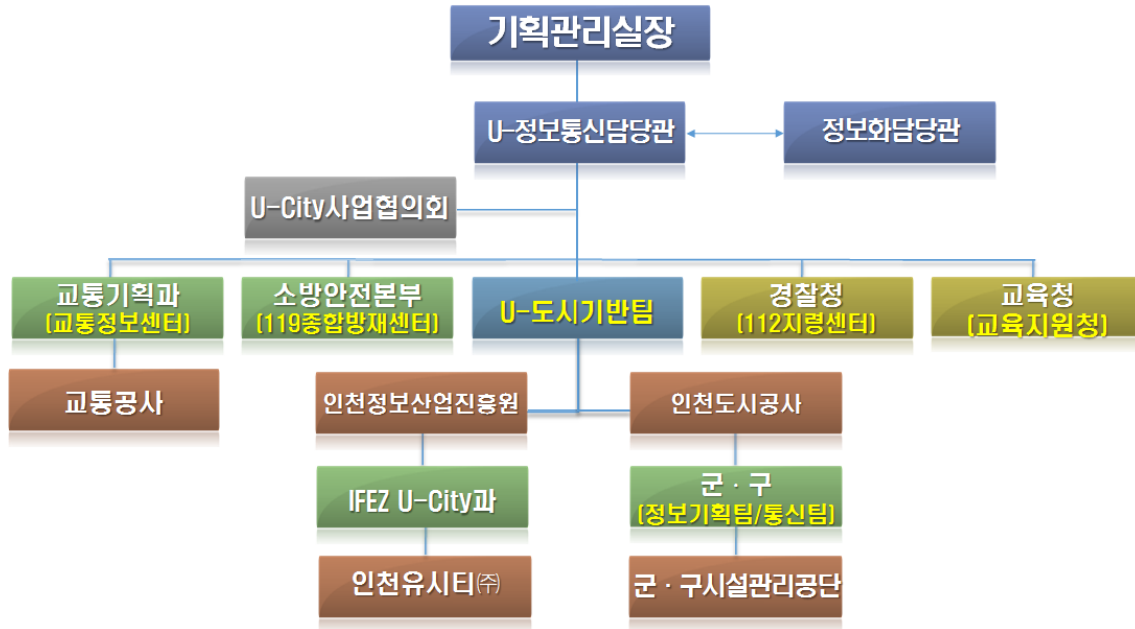 기획관리실장
U-정보통신담당관
정보화담당관
U-City사업협의회
교통기획과
(교통정보센터)
소방안전본부
(119종합방재센터)
U-도시기반팀
경찰청
(112지령센터)
교육청
(교육지원청)
교통공사
인천정보산업진흥원
인천도시공사
IFEZ U-City과
군 · 구
(정보기획팀/통신팀)
인천유시티㈜
군 · 구시설관리공단